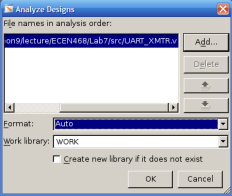 Analyze Designs
File names in analysis order:
on9/lecture/ECEN468/Lab7/src/UART_XMTR.v
Add...
Delete
Format:
Auto
Work library:
WORK
Create new library if it does not exist
OK
Cancel